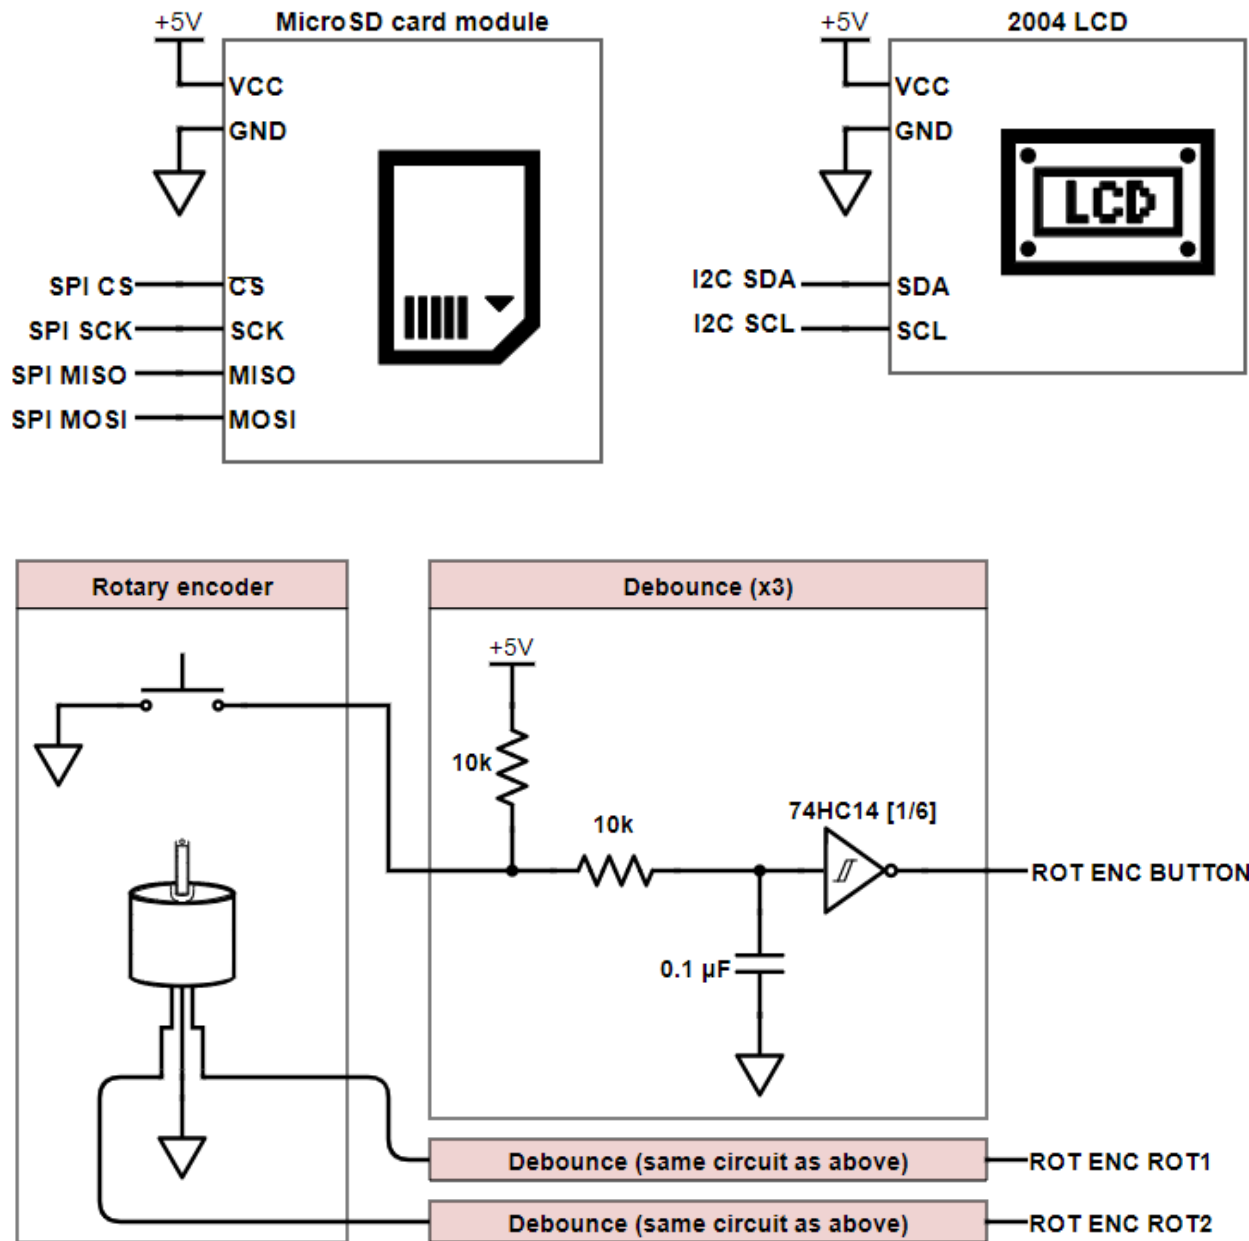 MicroSD card module
+5V
VCC
GND
SPI CS
CS
SPI SCK
SCK
SPI MISO
MISO
SPI MOSI
MOSI
2004 LCD
+5V
VCC
GND
LCD
I2C SDA
SDA
I2C SCL
SCL
Rotary encoder
Debounce (x3)
+5V
10k
10k
74HC14 [1/6]
0.1 µF
ROT ENC BUTTON
Debounce (same circuit as above)
ROT ENC ROT1
Debounce (same circuit as above)
ROT ENC ROT2